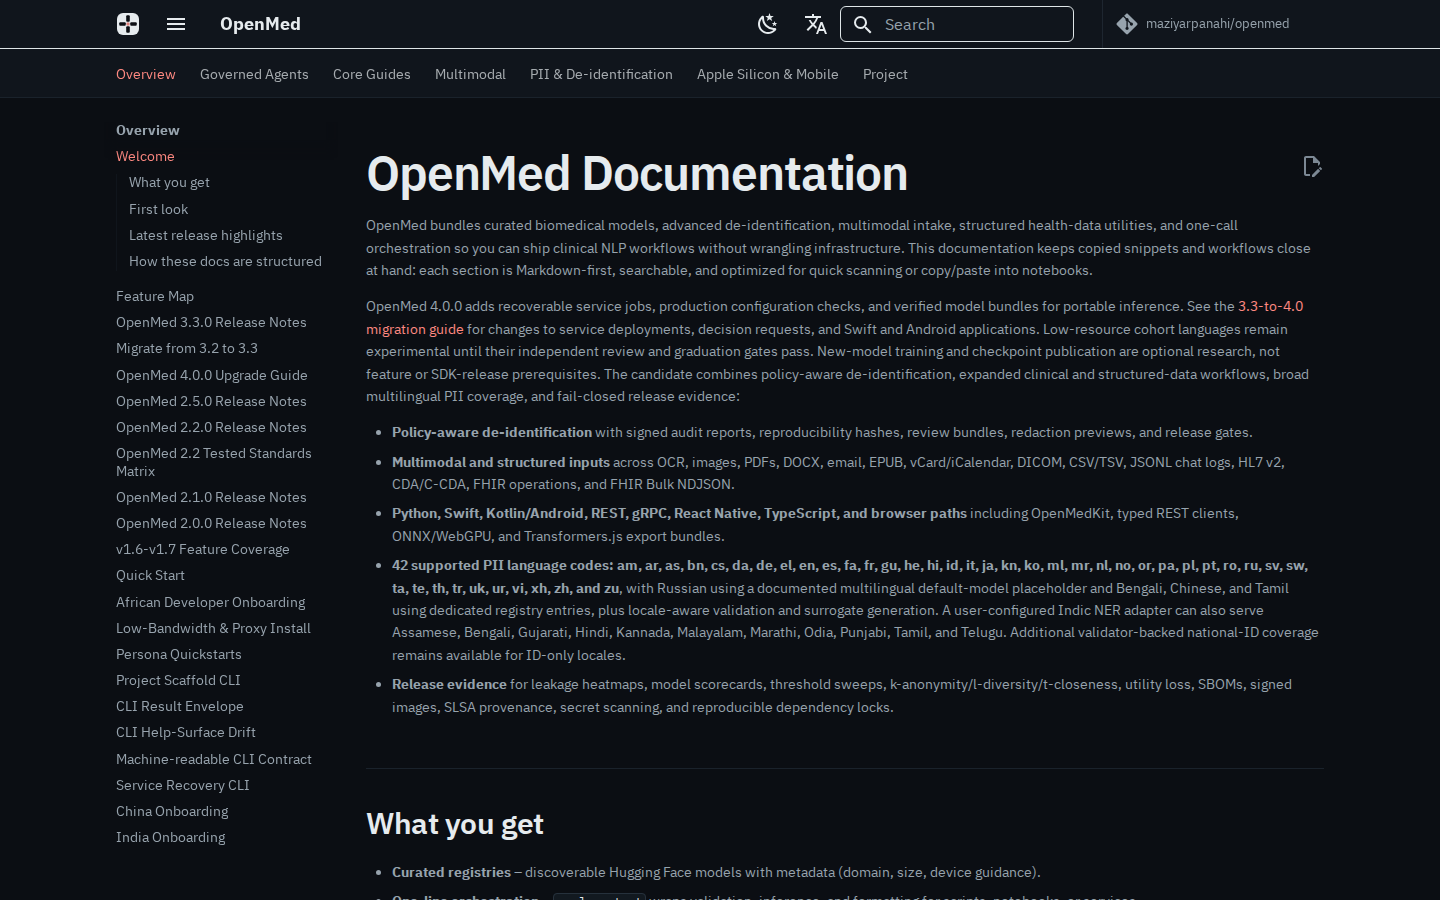 OpenMed
Search
maziyarpanahi/openmed
Overview
Governed Agents
Core Guides
Multimodal
PII & De-identification
Apple Silicon & Mobile
Project
Overview
Welcome
What you get
First look
Latest release highlights
How these docs are structured
Feature Map
OpenMed 3.3.0 Release Notes
Migrate from 3.2 to 3.3
OpenMed 4.0.0 Upgrade Guide
OpenMed 2.5.0 Release Notes
OpenMed 2.2.0 Release Notes
OpenMed 2.2 Tested Standards
Matrix
OpenMed 2.1.0 Release Notes
OpenMed 2.0.0 Release Notes
v1.6-v1.7 Feature Coverage
Quick Start
African Developer Onboarding
Low-Bandwidth & Proxy Install
Persona Quickstarts
Project Scaffold CLI
CLI Result Envelope
CLI Help-Surface Drift
Machine-readable CLI Contract
Service Recovery CLI
China Onboarding
India Onboarding
OpenMed Documentation
OpenMed bundles curated biomedical models, advanced de-identification, multimodal intake, structured health-data utilities, and one-call
orchestration so you can ship clinical NLP workflows without wrangling infrastructure. This documentation keeps copied snippets and workflows close
at hand: each section is Markdown-first, searchable, and optimized for quick scanning or copy/paste into notebooks.
OpenMed 4.0.0 adds recoverable service jobs, production configuration checks, and verified model bundles for portable inference. See the 3.3-to-4.0
migration guide for changes to service deployments, decision requests, and Swift and Android applications. Low-resource cohort languages remain
experimental until their independent review and graduation gates pass. New-model training and checkpoint publication are optional research, not
feature or SDK-release prerequisites. The candidate combines policy-aware de-identification, expanded clinical and structured-data workflows, broad
multilingual PII coverage, and fail-closed release evidence:
Policy-aware de-identification with signed audit reports, reproducibility hashes, review bundles, redaction previews, and release gates.
Multimodal and structured inputs across OCR, images, PDFs, DOCX, email, EPUB, vCard/iCalendar, DICOM, CSV/TSV, JSONL chat logs, HL7 v2,
CDA/C-CDA, FHIR operations, and FHIR Bulk NDJSON.
Python, Swift, Kotlin/Android, REST, gRPC, React Native, TypeScript, and browser paths including OpenMedKit, typed REST clients,
ONNX/WebGPU, and Transformers.js export bundles.
42 supported PII language codes: am, ar, as, bn, cs, da, de, el, en, es, fa, fr, gu, he, hi, id, it, ja, kn, ko, ml, mr, nl, no, or, pa, pl, pt, ro, ru, sv, sw,
ta, te, th, tr, uk, ur, vi, xh, zh, and zu, with Russian using a documented multilingual default-model placeholder and Bengali, Chinese, and Tamil
using dedicated registry entries, plus locale-aware validation and surrogate generation. A user-configured Indic NER adapter can also serve
Assamese, Bengali, Gujarati, Hindi, Kannada, Malayalam, Marathi, Odia, Punjabi, Tamil, and Telugu. Additional validator-backed national-ID coverage
remains available for ID-only locales.
Release evidence for leakage heatmaps, model scorecards, threshold sweeps, k-anonymity/l-diversity/t-closeness, utility loss, SBOMs, signed
images, SLSA provenance, secret scanning, and reproducible dependency locks.
What you get
Curated registries – discoverable Hugging Face models with metadata (domain, size, device guidance).